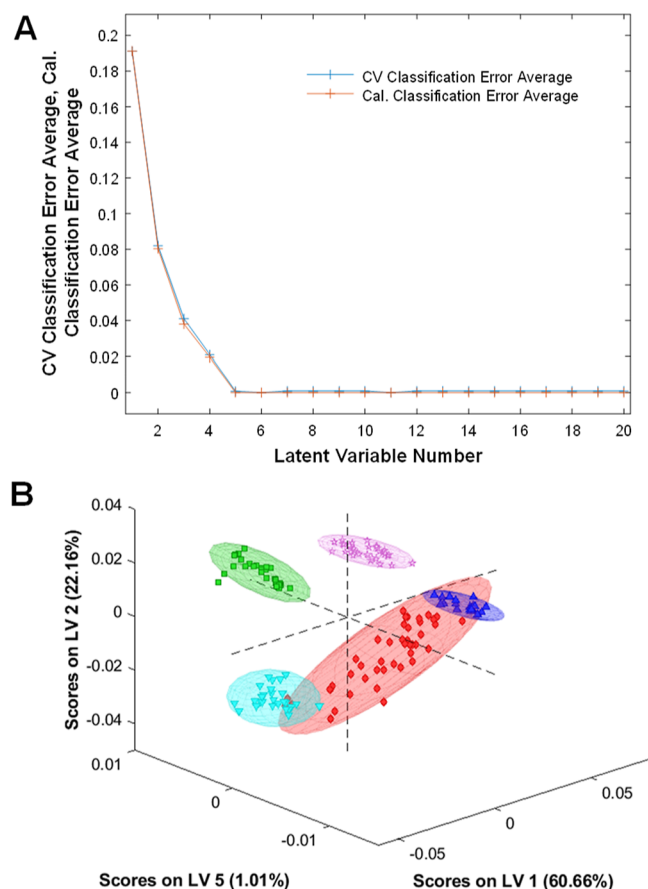 A
CV Classification Error Average, Cal.
Classification Error Average
0.2
0.18
0.16
0.14
0.12
0.1
0.08
0.06
0.04
0.02
0
CV Classification Error Average
Cal. Classification Error Average
2 4 6 8 10 12 14 16 18 20
Latent Variable Number
B
Scores on LV 2 (22.16%)
0.04
0.02
0
-0.02
-0.04
0.01
0
-0.01
-0.05
0
0.05
Scores on LV 5 (1.01%)
Scores on LV 1 (60.66%)